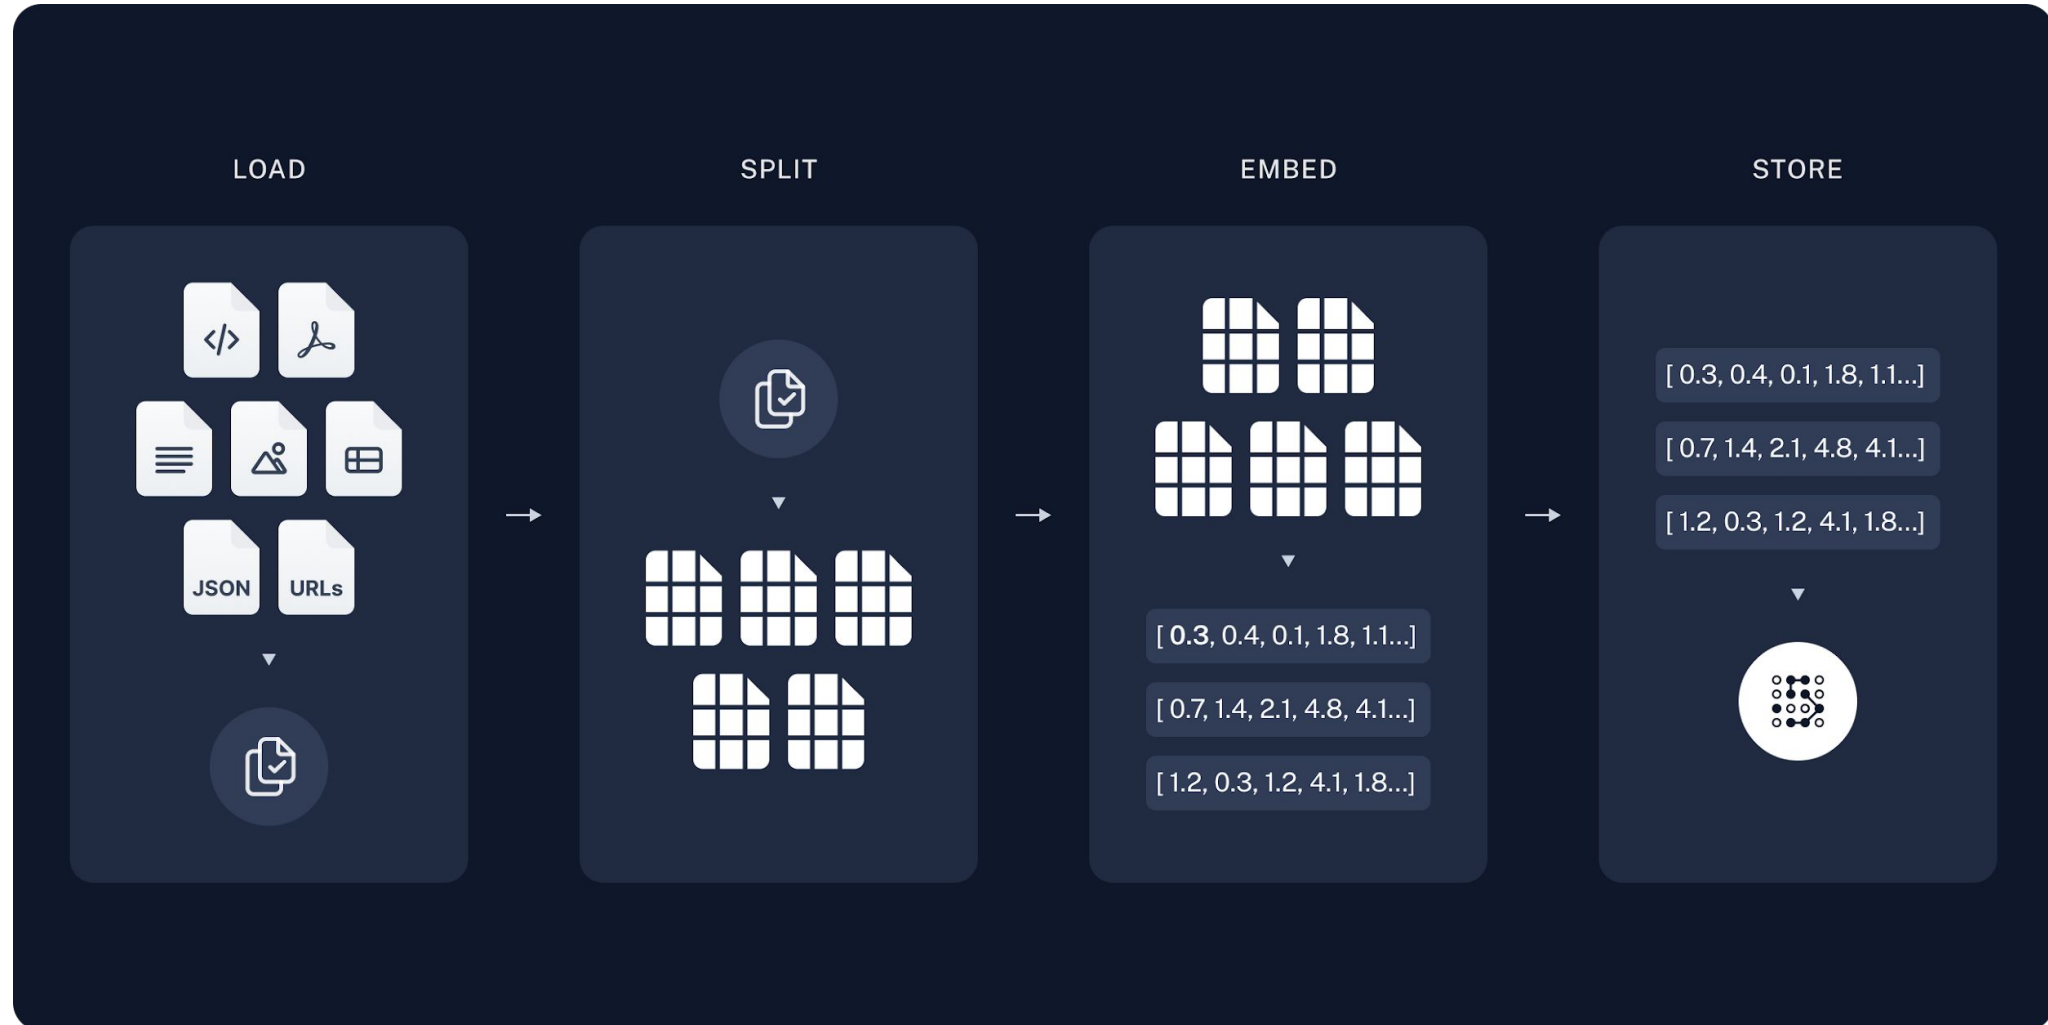 LOAD
SPLIT
EMBED
STORE
JSON
URLs
[ 0.3, 0.4, 0.1, 1.8, 1.1...]
[ 0.7, 1.4, 2.1, 4.8, 4.1...]
[ 1.2, 0.3, 1.2, 4.1, 1.8...]
[ 0.3, 0.4, 0.1, 1.8, 1.1...]
[ 0.7, 1.4, 2.1, 4.8, 4.1...]
[ 1.2, 0.3, 1.2, 4.1, 1.8...]